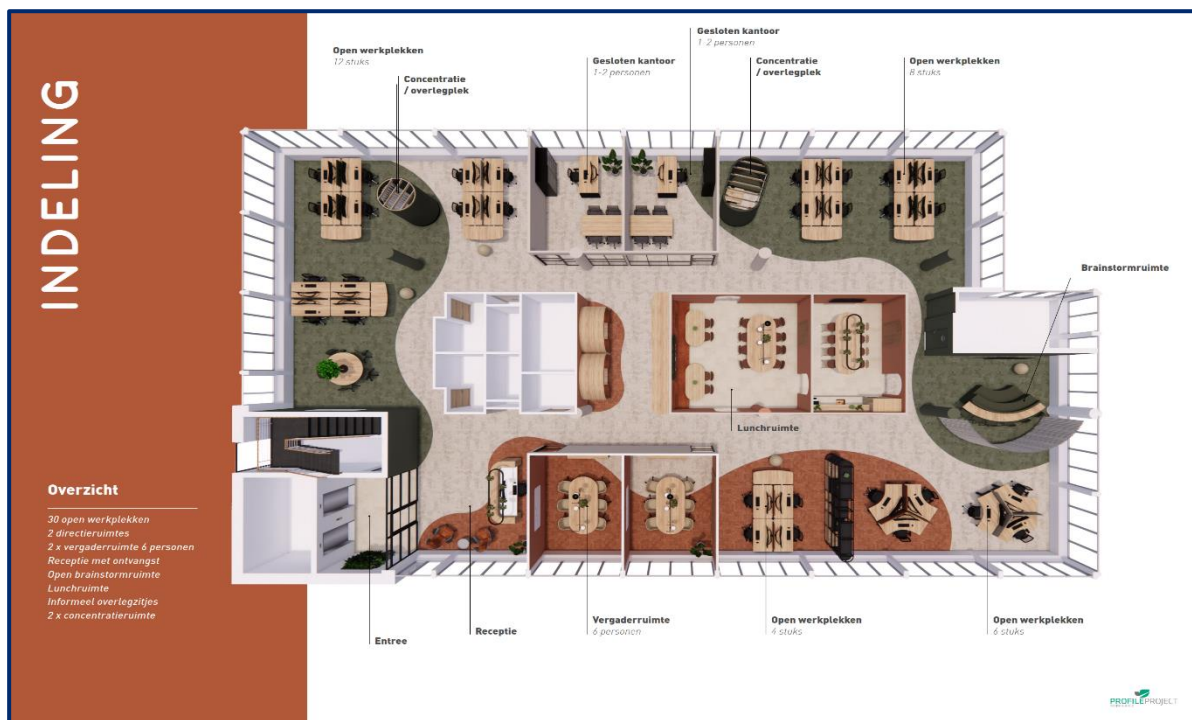 INDELING
Gesloten kantoor
1-2 personen
Open werkplekken
12 stuks
Gesloten kantoor
1-2 personen
Concentratie
/ overlegplek
Open werkplekken
8 stuks
Concentratie
/ overlegplek
Brainstormruimte
Lunchruimte
Overzicht
30 open werkplekken
2 directieruimtes
2 x vergaderruimte 6 personen
Receptie met ontvangst
Open brainstormruimte
Lunchruimte
Informeel overlegzitjes
2 x concentratieruimte
Entree
Receptie
Vergaderruimte
6 personen
Open werkplekken
4 stuks
Open werkplekken
6 stuks
PROFILEPROJECT